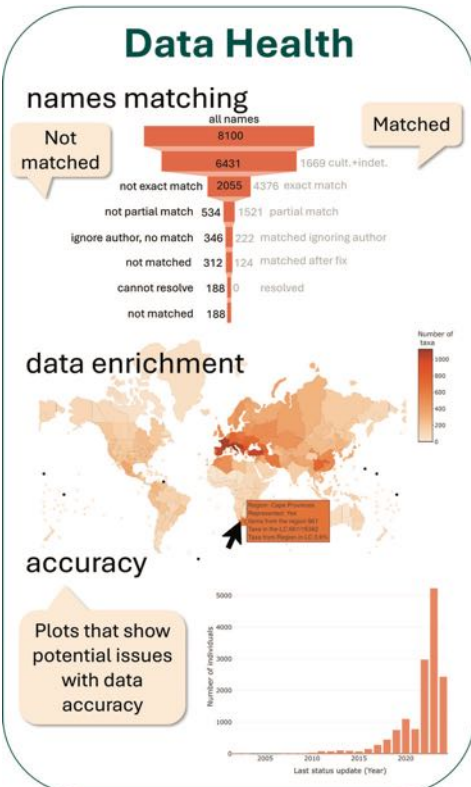 Data Health
names matching
Not
matched
all names
Matched
8100
6431 1669 cult.+indet.
not exact match 2055 4376 exact match
not partial match 534 1521 partial match
ignore author, no match 346 222 matched ignoring author
not matched 312 124 matched after fix
cannot resolve 188 0 resolved
not matched 188
data enrichment
Number of
taxa
1000
800
600
400
200
0
Region: Cape Provinces
Represented: Yes
accuracy
Plots that show
potential issues
with data
accuracy
Number of individuals
5000
4000
3000
2000
1000
0
2005 2010 2015 2020
Last status update (Year)